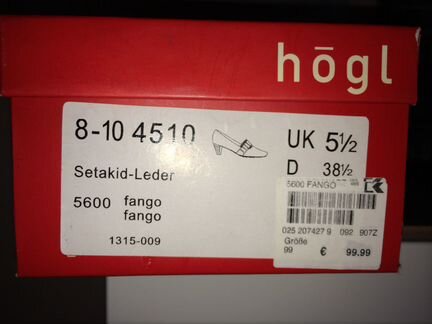 högl
8-10 4510
UK 5½
Setakid-Leder
D 38½
5600 fango
fango
5600 FANGO
1315-009
025 207427 9 092 907Z
Größe
99 € 99.99